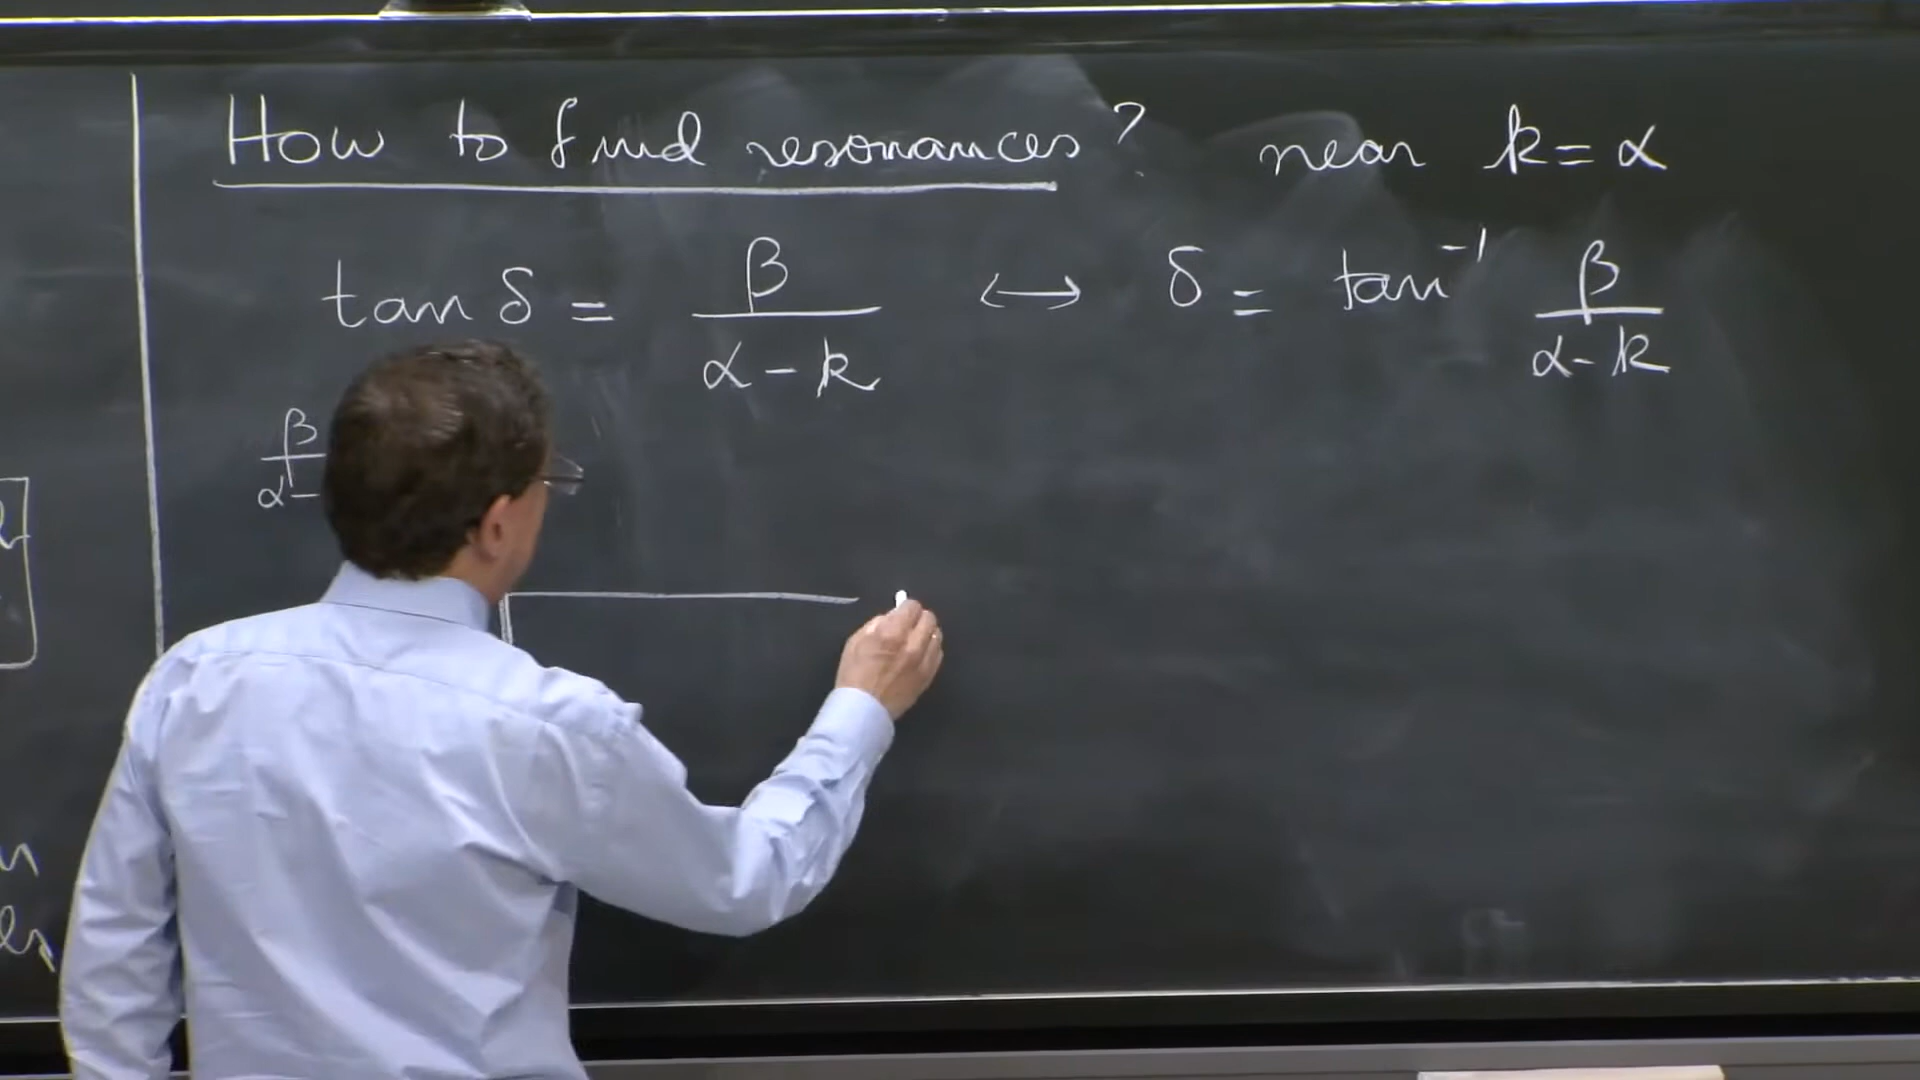 How to find resonances? near k = α
tan δ = β / (α - k) ↔ δ = tan⁻¹ β / (α - k)
β / α -